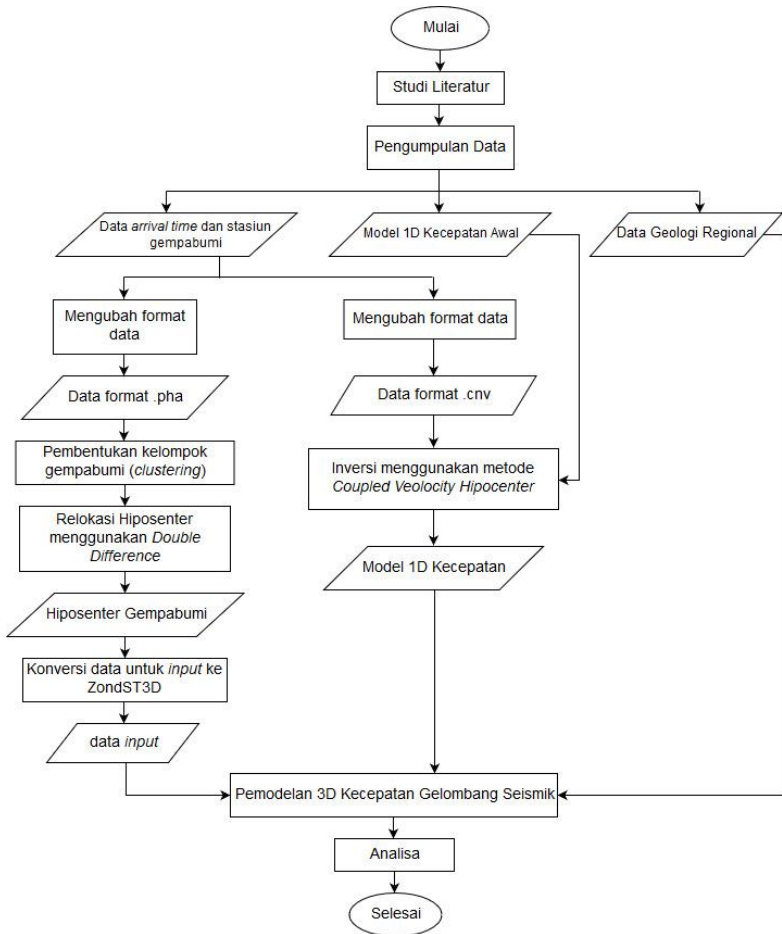 Mulai
Studi Literatur
Pengumpulan Data
Data arrival time dan stasiun
gempabumi
Model 1D Kecepatan Awal
Data Geologi Regional
Mengubah format
data
Mengubah format data
Data format .pha
Data format .cnv
Pembentukan kelompok
gempabumi (clustering)
Inversi menggunakan metode
Coupled Veolocity Hipocenter
Relokasi Hiposenter
menggunakan Double
Difference
Model 1D Kecepatan
Hiposenter Gempabumi
Konversi data untuk input ke
ZondST3D
data input
Pemodelan 3D Kecepatan Gelombang Seismik
Analisa
Selesai